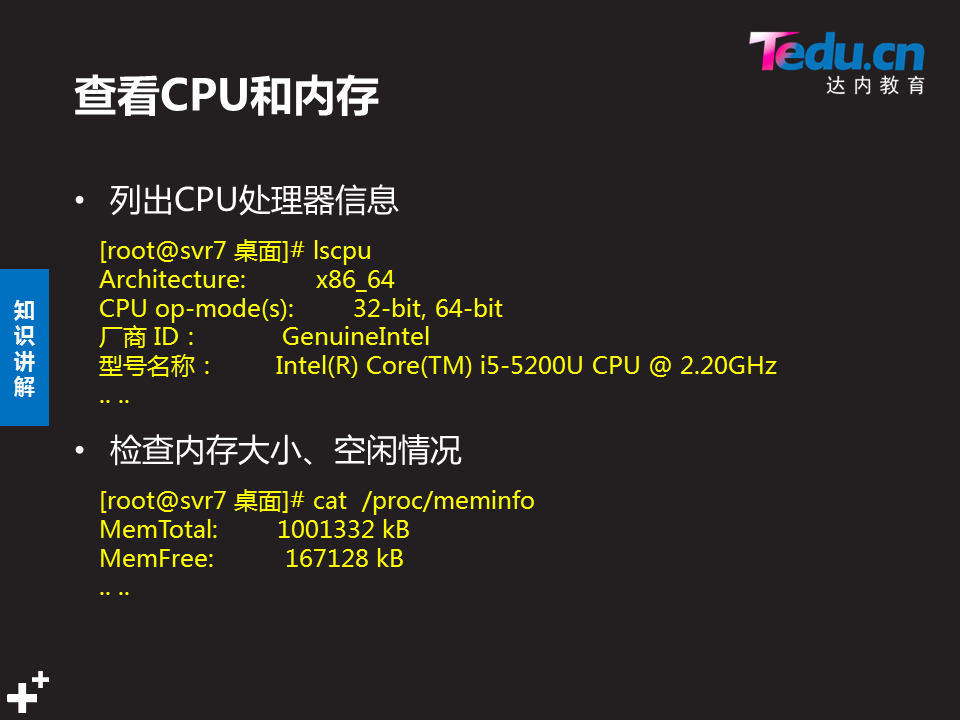 Tedu.cn
达内教育
查看CPU和内存
• 列出CPU处理器信息
[root@svr7 桌面]# lscpu
Architecture: x86_64
CPU op-mode(s): 32-bit, 64-bit
厂商 ID： GenuineIntel
型号名称： Intel(R) Core(TM) i5-5200U CPU @ 2.20GHz
.. ..
知识讲解
• 检查内存大小、空闲情况
[root@svr7 桌面]# cat /proc/meminfo
MemTotal: 1001332 kB
MemFree: 167128 kB
.. ..